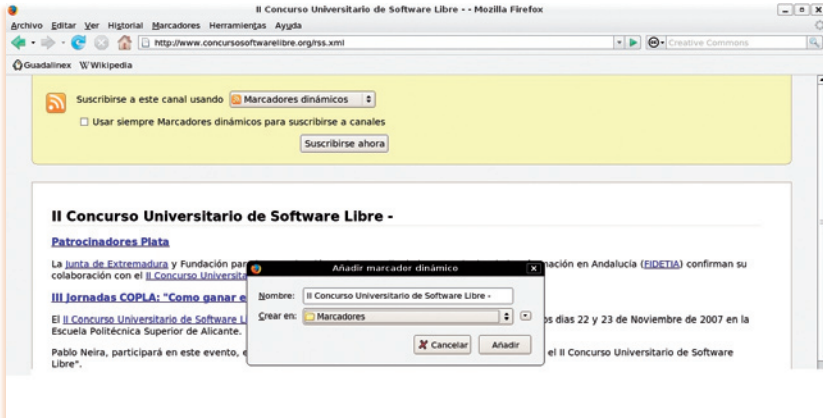 II Concurso Universitario de Software Libre - - Mozilla Firefox
Archivo Editar Ver Historial Marcadores Herramientas Ayuda
http://www.concursosoftwarelibre.org/rss.xml
Creative Commons
Guadalinex Wikipedia
Suscribirse a este canal usando Marcadores dinámicos
Usar siempre Marcadores dinámicos para suscribirse a canales
Suscribirse ahora
II Concurso Universitario de Software Libre -
Patrocinadores Plata
La Junta de Extremadura y Fundación mación en Andalucía (FIDETIA) confirman su
colaboración con el II Concurso
III Jornadas COPLA: "Como ganar
El II Concurso Universitario de Software os dias 22 y 23 de Noviembre de 2007 en la
Escuela Politécnica Superior de Alicante.
Pablo Neira, participará en este evento, el II Concurso Universitario de Software
Libre".
Añadir marcador dinámico
Nombre: II Concurso Universitario de Software Libre -
Crear en: Marcadores
Cancelar Añadir